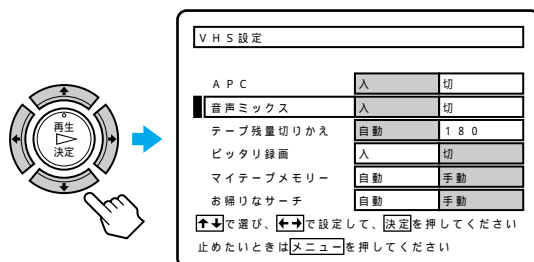 再生
決定
VHS設定
APC 入 切
音声ミックス 入 切
テープ残量切りかえ 自動 180
ピッタリ録画 入 切
マイテープメモリー 自動 手動
お帰りなサーチ 自動 手動
↑↓で選び、←→で設定して、決定を押してください
止めたいときはメニューを押してください